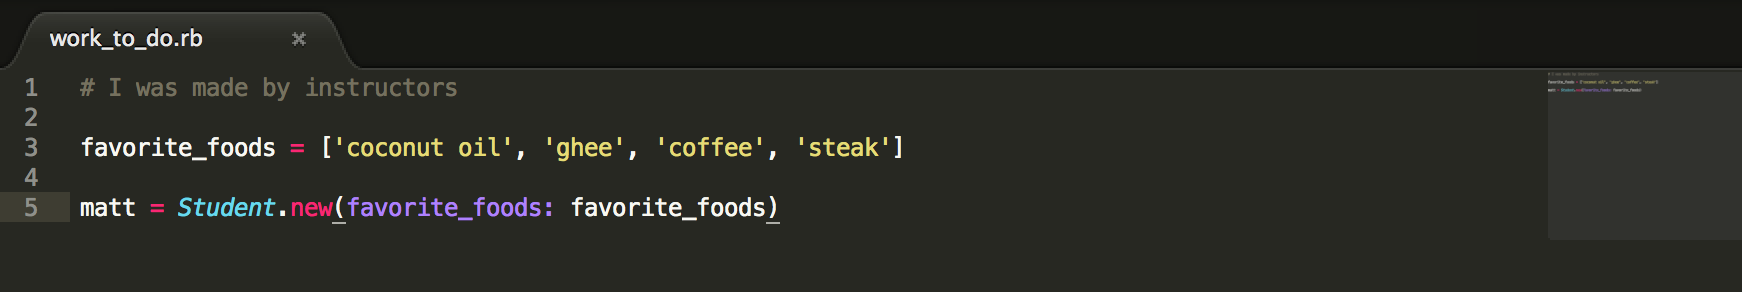 work_to_do.rb
1 # I was made by instructors
2
3 favorite_foods = ['coconut oil', 'ghee', 'coffee', 'steak']
4
5 matt = Student.new(favorite_foods: favorite_foods)